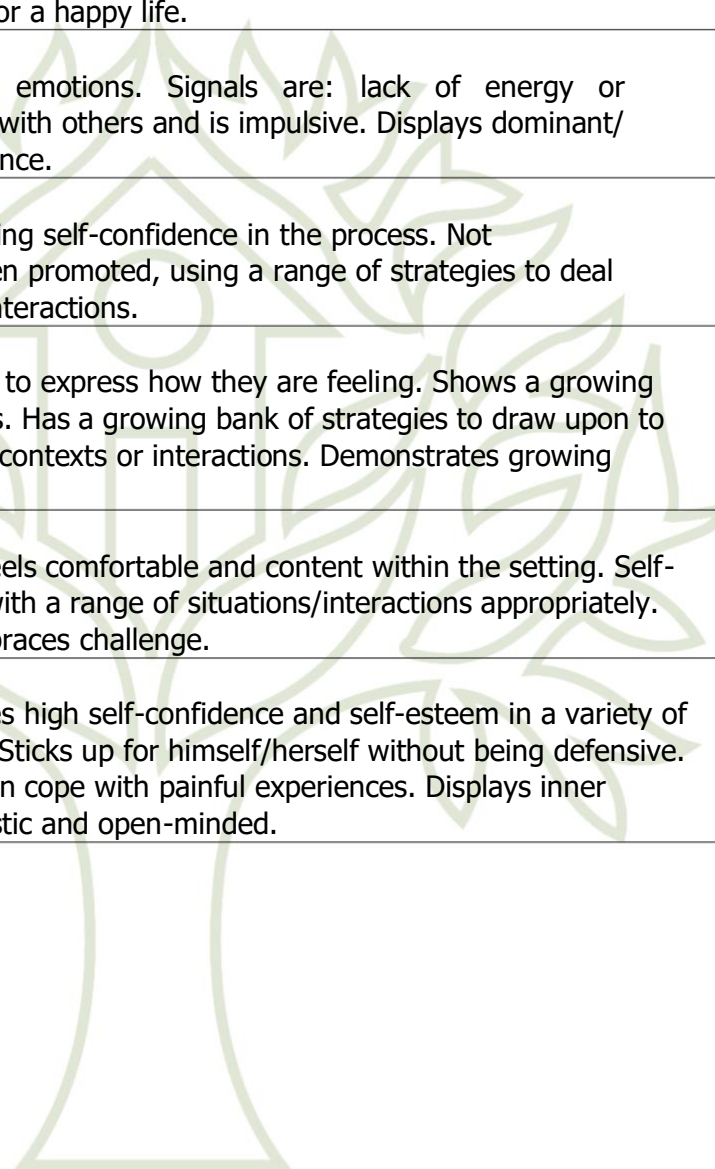 or a happy life.
emotions. Signals are: lack of energy or
with others and is impulsive. Displays dominant/
nce.
ing self-confidence in the process. Not
en promoted, using a range of strategies to deal
nteractions.
to express how they are feeling. Shows a growing
s. Has a growing bank of strategies to draw upon to
contexts or interactions. Demonstrates growing
eels comfortable and content within the setting. Self-
with a range of situations/interactions appropriately.
braces challenge.
es high self-confidence and self-esteem in a variety of
Sticks up for himself/herself without being defensive.
n cope with painful experiences. Displays inner
stic and open-minded.